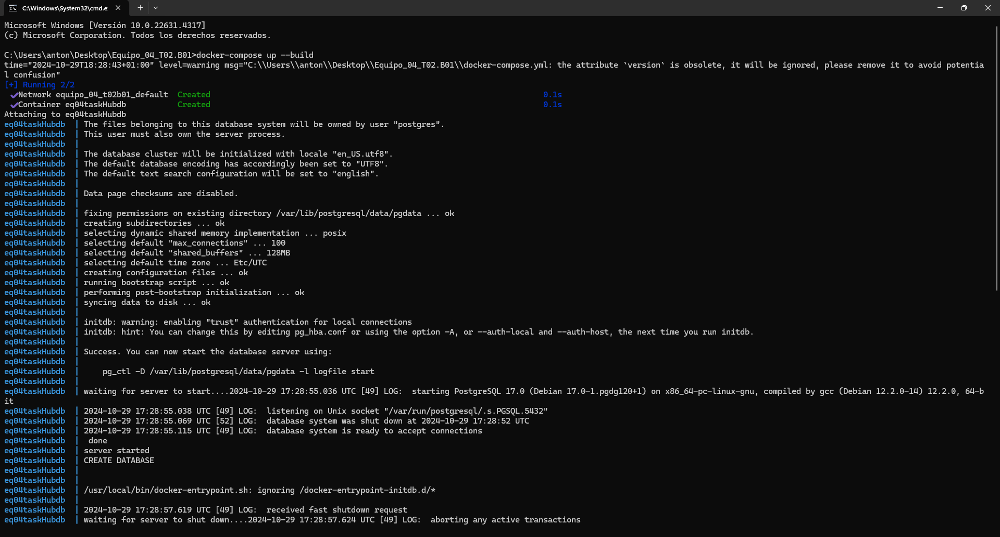 C:\Windows\System32\cmd.e
Microsoft Windows [Versión 10.0.22631.4317]
(c) Microsoft Corporation. Todos los derechos reservados.
C:\Users\anton\Desktop\Equipo_04_T02.B01>docker-compose up --build
time="2024-10-29T18:28:43+01:00" level=warning msg="C:\\Users\\anton\\Desktop\\Equipo_04_T02.B01\\docker-compose.yml: the attribute `version` is obsolete, it will be ignored, please remove it to avoid potentia
l confusion"
[+] Running 2/2
✔Network equipo_04_t02b01_default  Created 0.1s
✔Container eq04taskHubdb           Created 0.1s
Attaching to eq04taskHubdb
eq04taskHubdb  | The files belonging to this database system will be owned by user "postgres".
eq04taskHubdb  | This user must also own the server process.
eq04taskHubdb  |
eq04taskHubdb  | The database cluster will be initialized with locale "en_US.utf8".
eq04taskHubdb  | The default database encoding has accordingly been set to "UTF8".
eq04taskHubdb  | The default text search configuration will be set to "english".
eq04taskHubdb  |
eq04taskHubdb  | Data page checksums are disabled.
eq04taskHubdb  |
eq04taskHubdb  | fixing permissions on existing directory /var/lib/postgresql/data/pgdata ... ok
eq04taskHubdb  | creating subdirectories ... ok
eq04taskHubdb  | selecting dynamic shared memory implementation ... posix
eq04taskHubdb  | selecting default "max_connections" ... 100
eq04taskHubdb  | selecting default "shared_buffers" ... 128MB
eq04taskHubdb  | selecting default time zone ... Etc/UTC
eq04taskHubdb  | creating configuration files ... ok
eq04taskHubdb  | running bootstrap script ... ok
eq04taskHubdb  | performing post-bootstrap initialization ... ok
eq04taskHubdb  | syncing data to disk ... ok
eq04taskHubdb  |
eq04taskHubdb  | initdb: warning: enabling "trust" authentication for local connections
eq04taskHubdb  | initdb: hint: You can change this by editing pg_hba.conf or using the option -A, or --auth-local and --auth-host, the next time you run initdb.
eq04taskHubdb  |
eq04taskHubdb  | Success. You can now start the database server using:
eq04taskHubdb  |
eq04taskHubdb  |     pg_ctl -D /var/lib/postgresql/data/pgdata -l logfile start
eq04taskHubdb  |
eq04taskHubdb  | waiting for server to start....2024-10-29 17:28:55.036 UTC [49] LOG:  starting PostgreSQL 17.0 (Debian 17.0-1.pgdg120+1) on x86_64-pc-linux-gnu, compiled by gcc (Debian 12.2.0-14) 12.2.0, 64-b
it
eq04taskHubdb  | 2024-10-29 17:28:55.038 UTC [49] LOG:  listening on Unix socket "/var/run/postgresql/.s.PGSQL.5432"
eq04taskHubdb  | 2024-10-29 17:28:55.069 UTC [52] LOG:  database system was shut down at 2024-10-29 17:28:52 UTC
eq04taskHubdb  | 2024-10-29 17:28:55.115 UTC [49] LOG:  database system is ready to accept connections
eq04taskHubdb  |  done
eq04taskHubdb  | server started
eq04taskHubdb  | CREATE DATABASE
eq04taskHubdb  |
eq04taskHubdb  |
eq04taskHubdb  | /usr/local/bin/docker-entrypoint.sh: ignoring /docker-entrypoint-initdb.d/*
eq04taskHubdb  |
eq04taskHubdb  | 2024-10-29 17:28:57.619 UTC [49] LOG:  received fast shutdown request
eq04taskHubdb  | waiting for server to shut down....2024-10-29 17:28:57.624 UTC [49] LOG:  aborting any active transactions